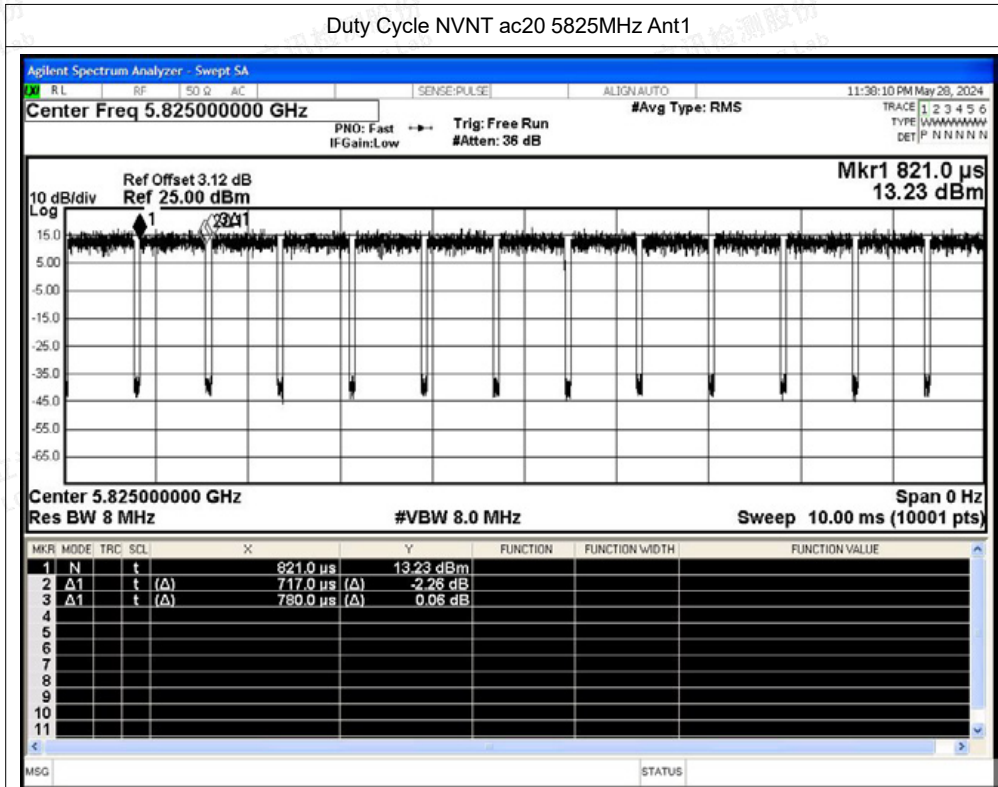 Duty Cycle NVNT ac20 5825MHz Ant1
Agilent Spectrum Analyzer - Swept SA
RL RF 50 Ω AC SENSE:PULSE ALIGN AUTO 11:38:10 PM May 28, 2024
Center Freq 5.825000000 GHz #Avg Type: RMS TRACE 1 2 3 4 5 6
PNO: Fast Trig: Free Run TYPE WWWWWW
IFGain:Low #Atten: 36 dB DET P N N N N N
Mkr1 821.0 µs
Ref Offset 3.12 dB
10 dB/div Ref 25.00 dBm 13.23 dBm
Log
1
15.0
5.00
-5.00
-15.0
-25.0
-35.0
-45.0
-55.0
-65.0
Center 5.825000000 GHz Span 0 Hz
Res BW 8 MHz #VBW 8.0 MHz Sweep 10.00 ms (10001 pts)
MKR MODE TRC SCL X Y FUNCTION FUNCTION WIDTH FUNCTION VALUE
1 N t 821.0 µs 13.23 dBm
2 Δ1 t (Δ) 717.0 µs (Δ) -2.26 dB
3 Δ1 t (Δ) 780.0 µs (Δ) 0.06 dB
4
5
6
7
8
9
10
11
MSG STATUS